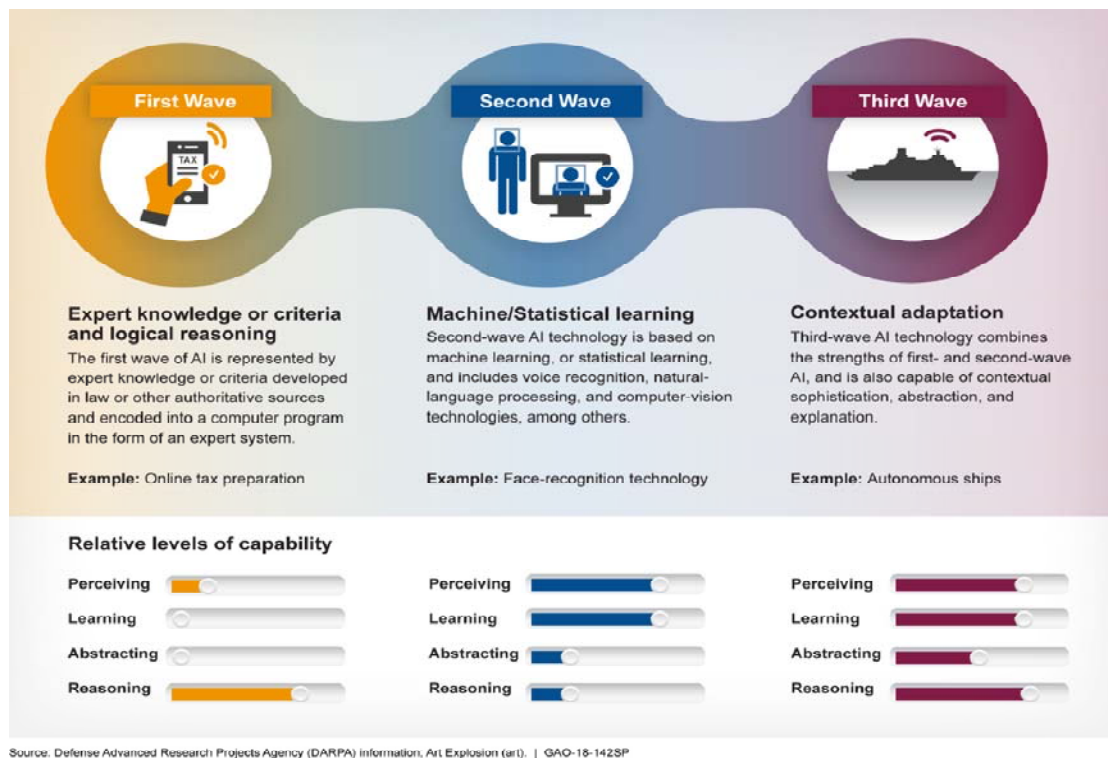 First Wave
TAX
Second Wave
Third Wave
Expert knowledge or criteria
and logical reasoning
The first wave of AI is represented by
expert knowledge or criteria developed
in law or other authoritative sources
and encoded into a computer program
in the form of an expert system.
Example: Online tax preparation
Machine/Statistical learning
Second-wave AI technology is based on
machine learning, or statistical learning,
and includes voice recognition, natural-
language processing, and computer-vision
technologies, among others.
Example: Face-recognition technology
Contextual adaptation
Third-wave AI technology combines
the strengths of first- and second-wave
AI, and is also capable of contextual
sophistication, abstraction, and
explanation.
Example: Autonomous ships
Relative levels of capability
Perceiving
Learning
Abstracting
Reasoning
Perceiving
Learning
Abstracting
Reasoning
Perceiving
Learning
Abstracting
Reasoning
Source: Defense Advanced Research Projects Agency (DARPA) information; Art Explosion (art). | GAO-18-142SP